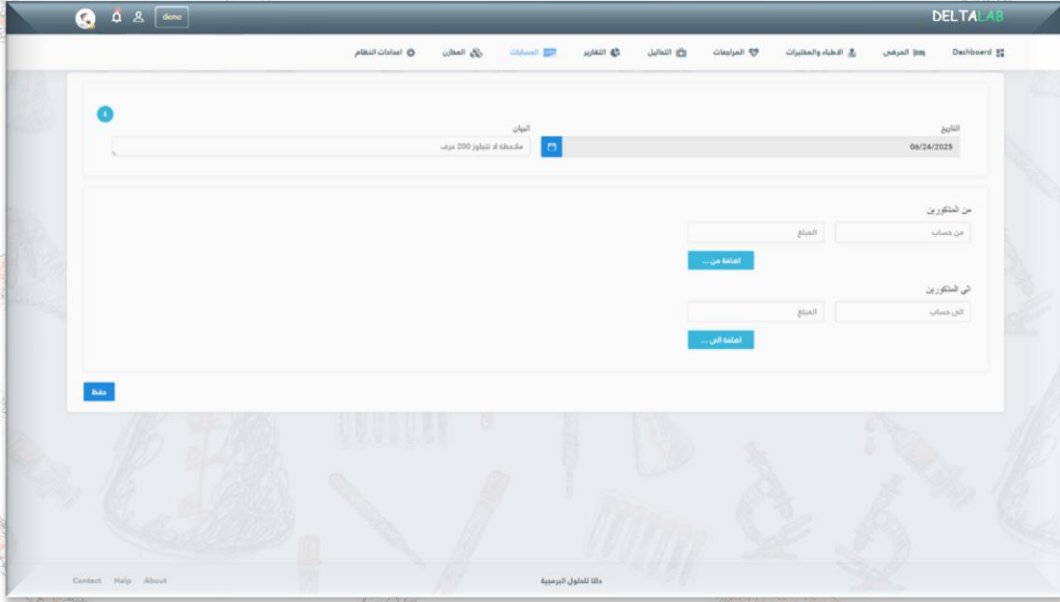 DELTALAB
demo
Dashboard
المرضى
الاطباء والمختبرات
المراجعات
التحاليل
التقارير
الحسابات
المخازن
اعدادات النظام
التاريخ
البيان
06/24/2025
ملاحظة لا تتجاوز 200 حرف
من المذكورين
من حساب
المبلغ
اضافة من ...
الى المذكورين
الى حساب
المبلغ
اضافة الى ...
حفظ
دلتا للحلول البرمجية
Contact Help About